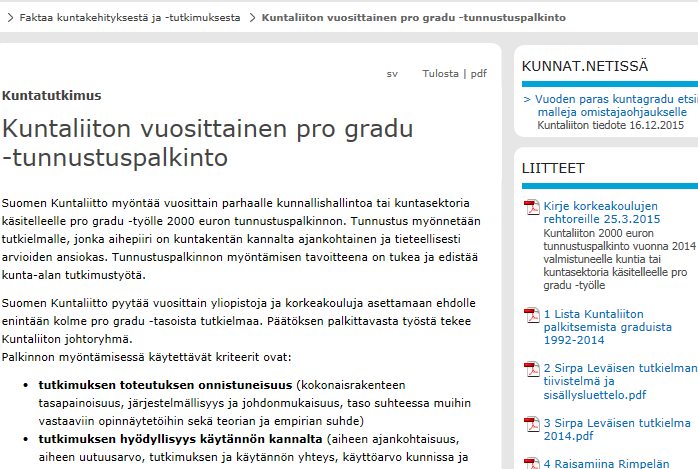 Faktaa kuntakehityksestä ja -tutkimuksesta > Kuntaliiton vuosittainen pro gradu -tunnustuspalkinto
sv Tulosta | pdf
Kuntatutkimus
Kuntaliiton vuosittainen pro gradu
-tunnustuspalkinto
Suomen Kuntaliitto myöntää vuosittain parhaalle kunnallishallintoa tai kuntasektoria
käsitelleelle pro gradu -työlle 2000 euron tunnustuspalkinnon. Tunnustus myönnetään
tutkielmalle, jonka aihepiiri on kuntakentän kannalta ajankohtainen ja tieteellisesti
arvioiden ansiokas. Tunnustuspalkinnon myöntämisen tavoitteena on tukea ja edistää
kunta-alan tutkimustyötä.
Suomen Kuntaliitto pyytää vuosittain yliopistoja ja korkeakouluja asettamaan ehdolle
enintään kolme pro gradu -tasoista tutkielmaa. Päätöksen palkittavasta työstä tekee
Kuntaliiton johtoryhmä.
Palkinnon myöntämisessä käytettävät kriteerit ovat:
• tutkimuksen toteutuksen onnistuneisuus (kokonaisrakenteen
tasapainoisuus, järjestelmällisyys ja johdonmukaisuus, taso suhteessa muihin
vastaaviin opinnäytetöihin sekä teorian ja empirian suhde)
• tutkimuksen hyödyllisyys käytännön kannalta (aiheen ajankohtaisuus,
aiheen uutuusarvo, tutkimuksen ja käytännön yhteys, käyttöarvo kunnissa ja
KUNNAT.NETISSÄ
> Vuoden paras kuntagradu etsii
malleja omistajaohjaukselle
Kuntaliiton tiedote 16.12.2015
LIITTEET
Kirje korkeakoulujen
rehtoreille 25.3.2015
Kuntaliiton 2000 euron
tunnustuspalkinto vuonna 2014
valmistuneelle kuntia tai
kuntasektoria käsitelleelle pro
gradu -työlle
1 Lista Kuntaliiton
palkitsemista graduista
1992-2014
2 Sirpa Leväisen tutkielman
tiivistelmä ja
sisällysluettelo.pdf
3 Sirpa Leväisen tutkielma
2014.pdf
4 Raisamiina Rimpelän